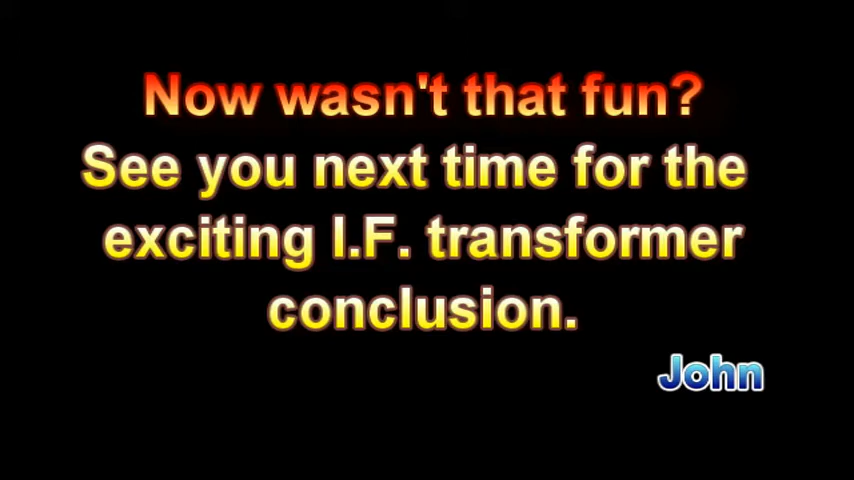 Now wasn't that fun?
See you next time for the
exciting I.F. transformer
conclusion.
John